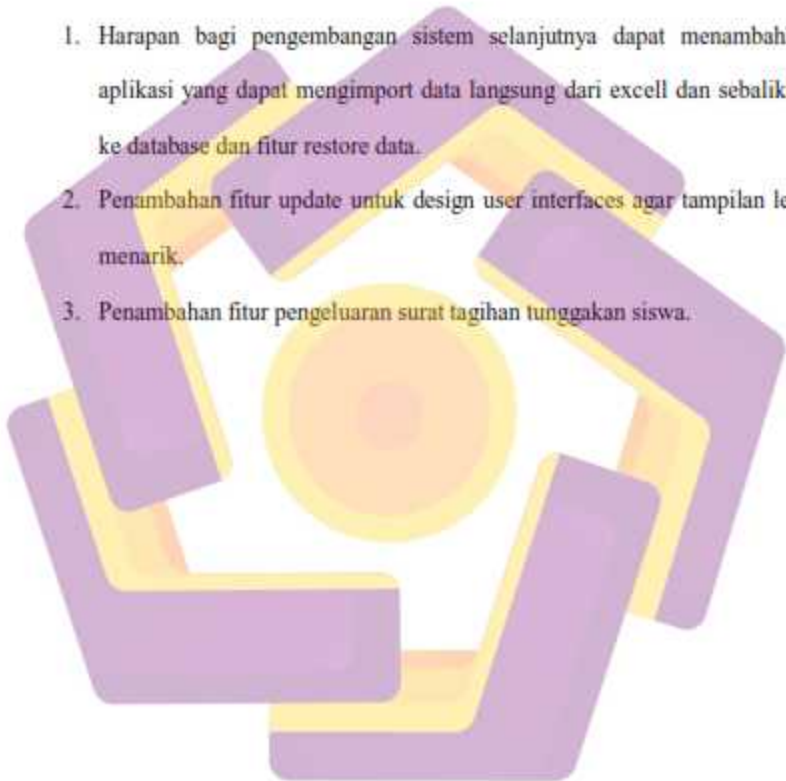 1. Harapan bagi pengembangan sistem selanjutnya dapat menambah
aplikasi yang dapat mengimport data langsung dari excell dan sebalik
ke database dan fitur restore data.
2. Penambahan fitur update untuk design user interfaces agar tampilan le
menarik.
3. Penambahan fitur pengeluaran surat tagihan tunggakan siswa.